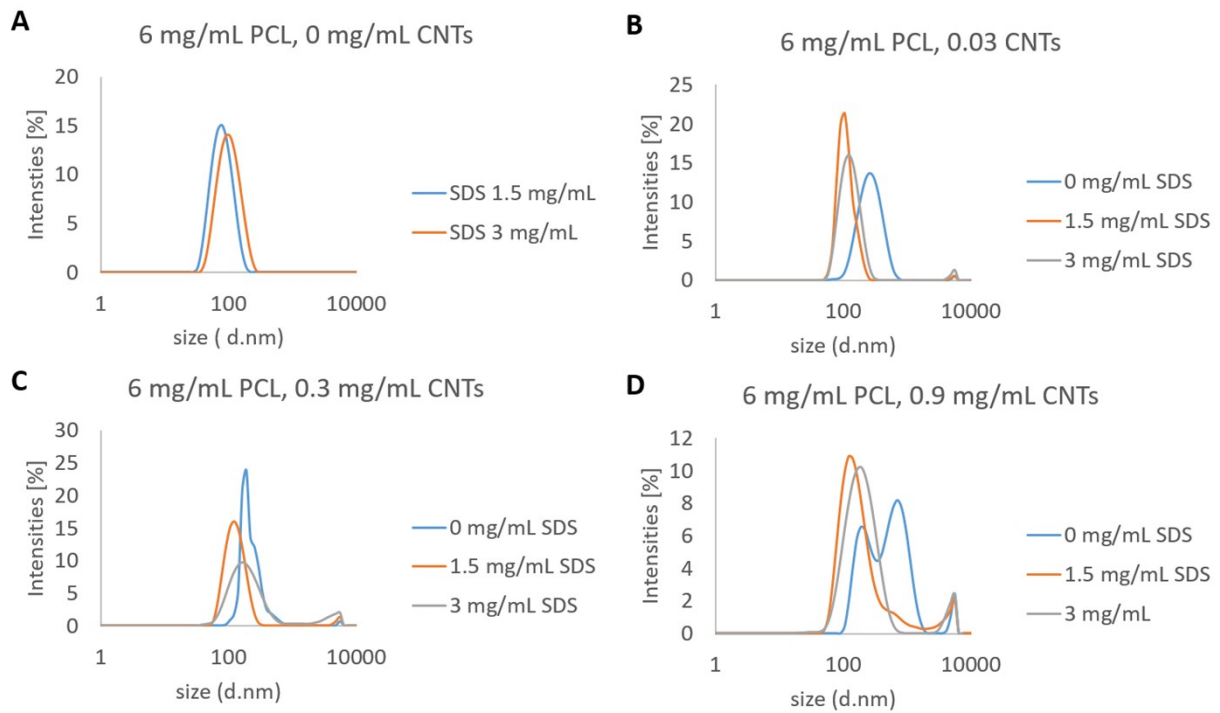 A
6 mg/mL PCL, 0 mg/mL CNTs
Intensties [%]
20
15
10
5
0
1
100
10000
size ( d.nm)
SDS 1.5 mg/mL
SDS 3 mg/mL
B
6 mg/mL PCL, 0.03 CNTs
Intensities [%]
25
20
15
10
5
0
1
100
10000
size (d.nm)
0 mg/mL SDS
1.5 mg/mL SDS
3 mg/mL SDS
C
6 mg/mL PCL, 0.3 mg/mL CNTs
Intensities [%]
30
25
20
15
10
5
0
1
100
10000
size (d.nm)
0 mg/mL SDS
1.5 mg/mL SDS
3 mg/mL SDS
D
6 mg/mL PCL, 0.9 mg/mL CNTs
Intensities [%]
12
10
8
6
4
2
0
1
100
10000
size (d.nm)
0 mg/mL SDS
1.5 mg/mL SDS
3 mg/mL